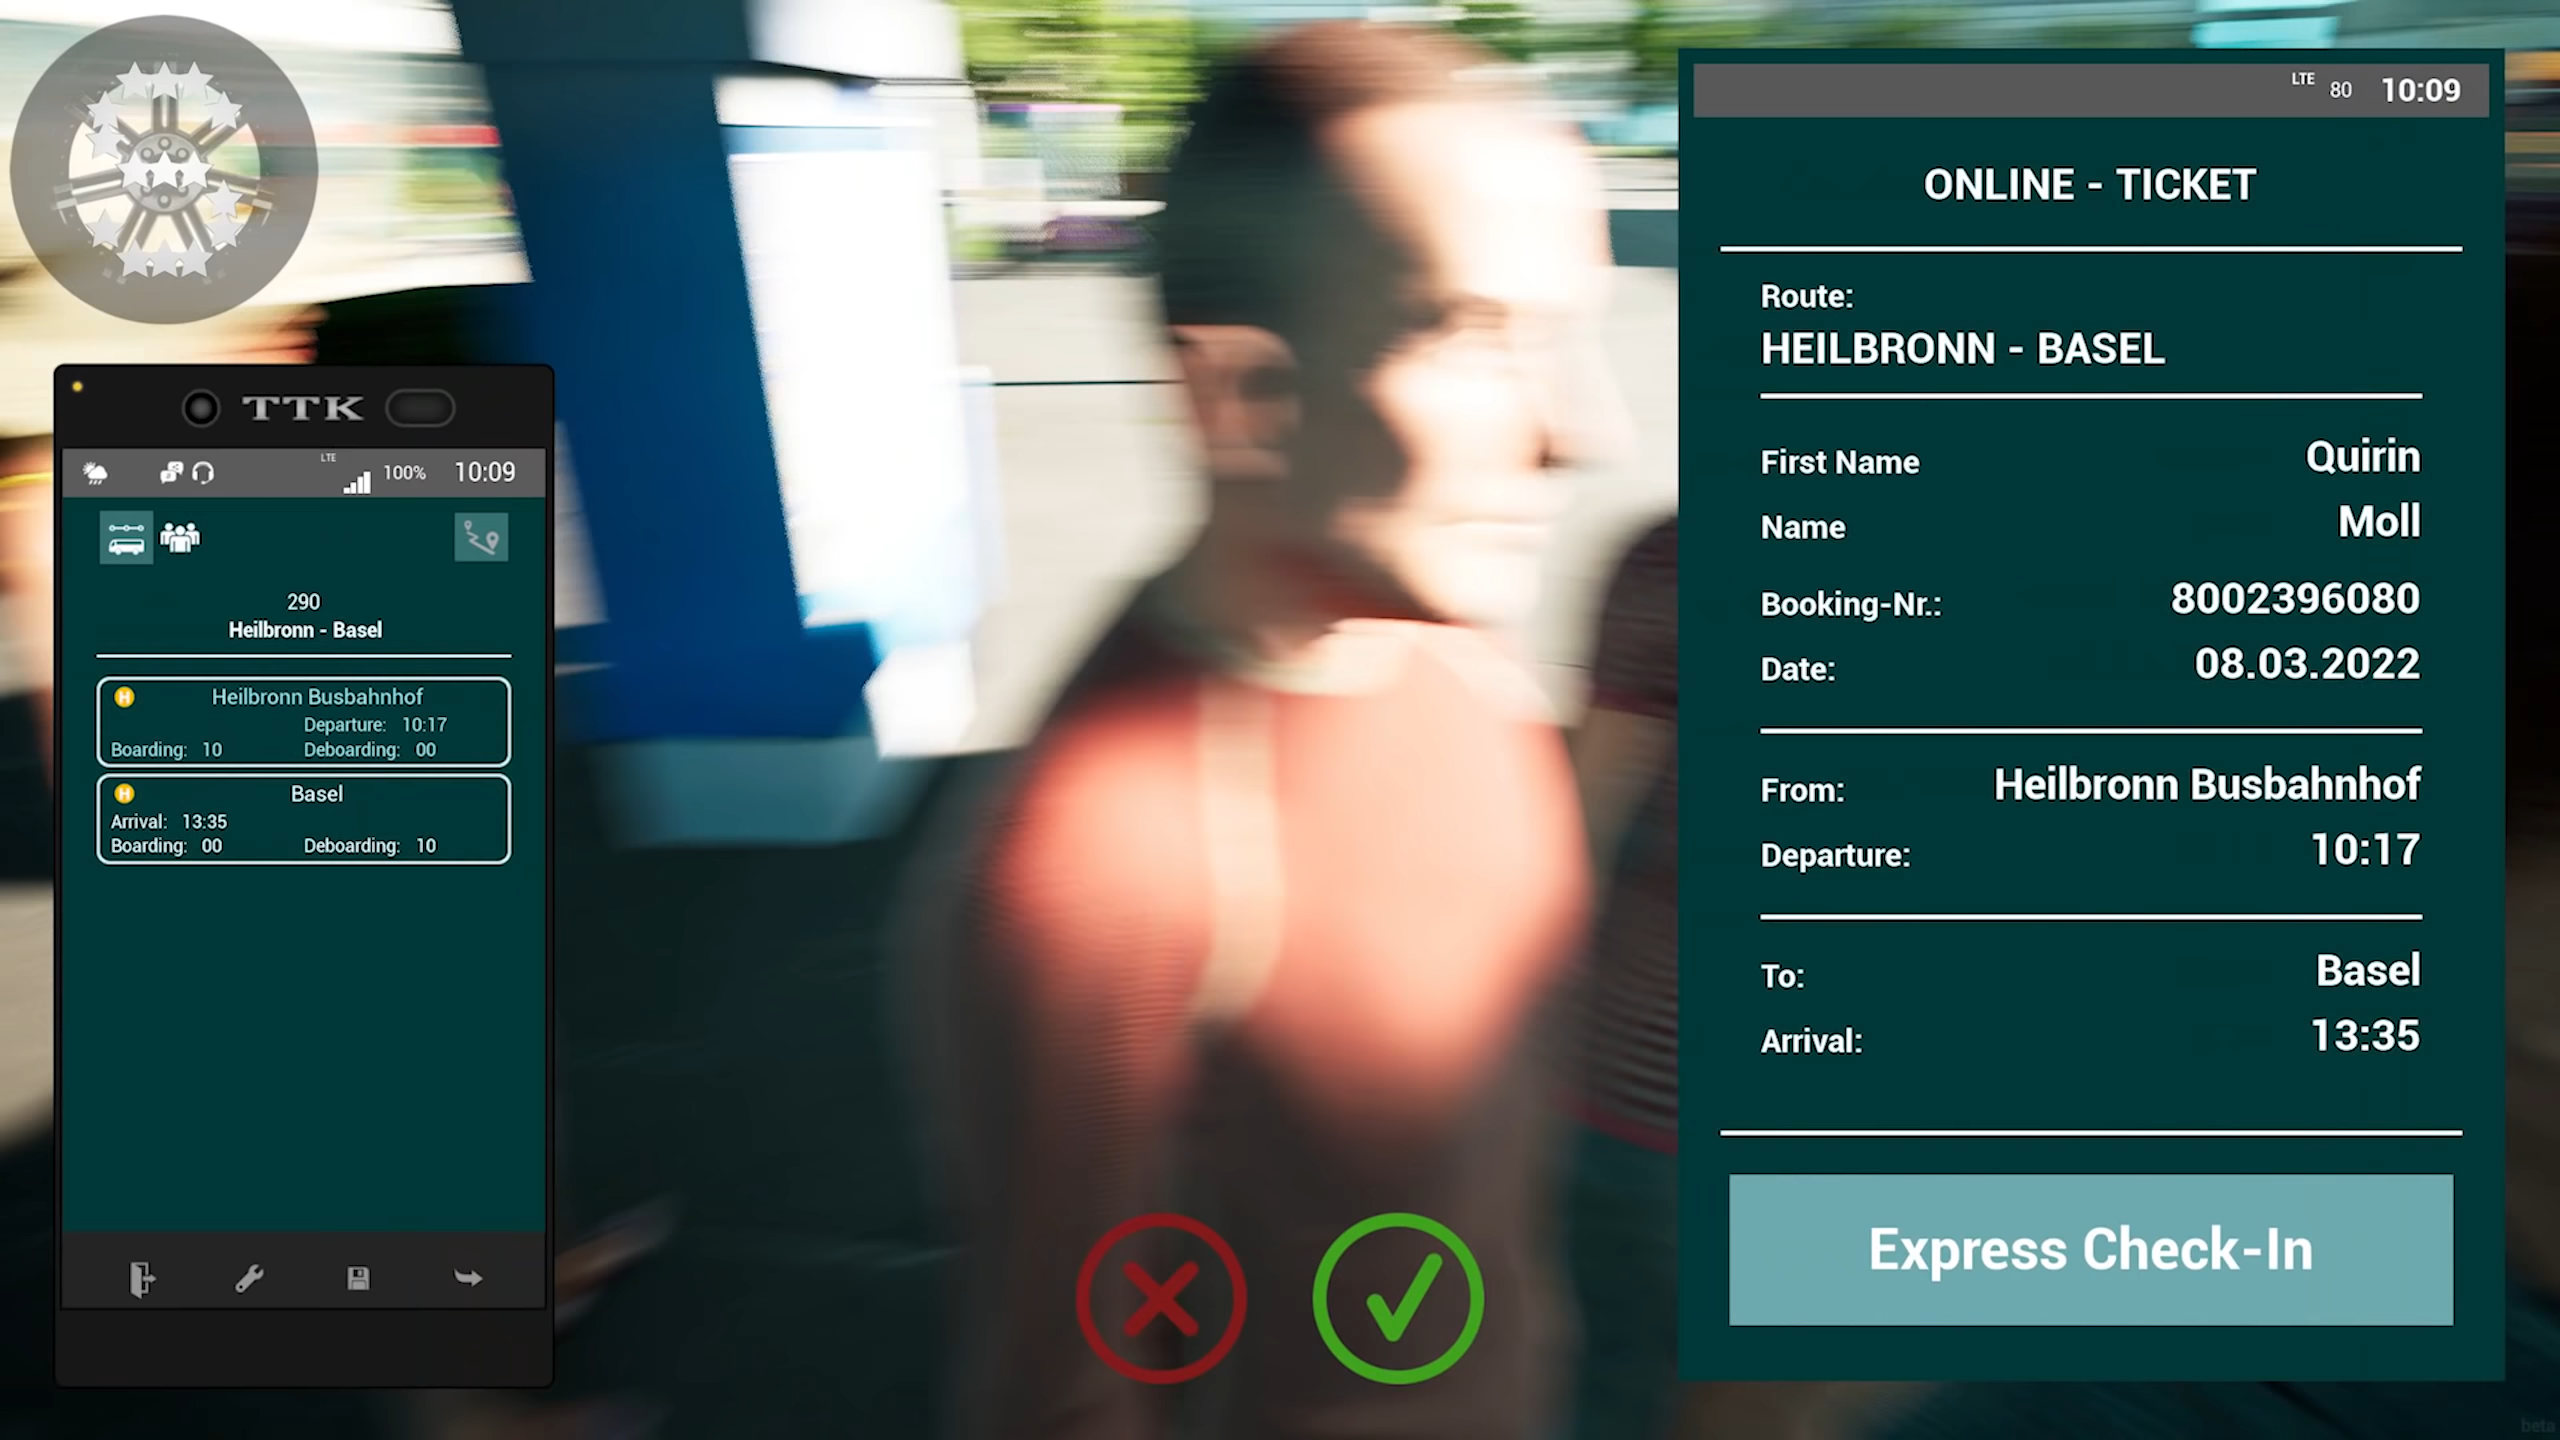 TTK
LTE
100%
10:09
290
Heilbronn - Basel
Heilbronn Busbahnhof
Departure: 10:17
Boarding: 10 Deboarding: 00
Basel
Arrival: 13:35
Boarding: 00 Deboarding: 10
LTE 80 10:09
ONLINE - TICKET
Route:
HEILBRONN - BASEL
First Name Quirin
Name Moll
Booking-Nr.: 8002396080
Date: 08.03.2022
From: Heilbronn Busbahnhof
Departure: 10:17
To: Basel
Arrival: 13:35
Express Check-In
beta